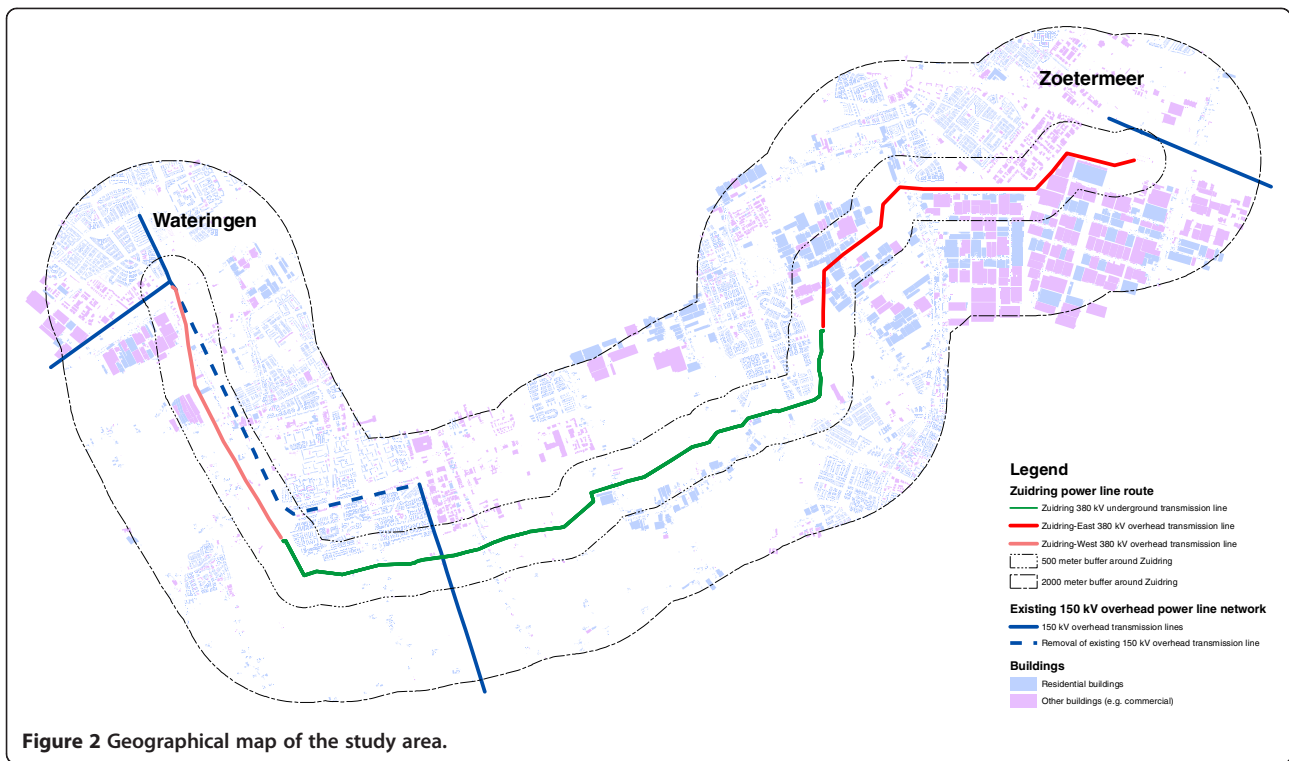 Zoetermeer
Wateringen
Legend
Zuidring power line route
Zuidring 380 kV underground transmission line
Zuidring-East 380 kV overhead transmission line
Zuidring-West 380 kV overhead transmission line
500 meter buffer around Zuidring
2000 meter buffer around Zuidring
Existing 150 kV overhead power line network
150 kV overhead transmission lines
Removal of existing 150 kV overhead transmission line
Buildings
Residential buildings
Other buildings (e.g. commercial)
Figure 2 Geographical map of the study area.